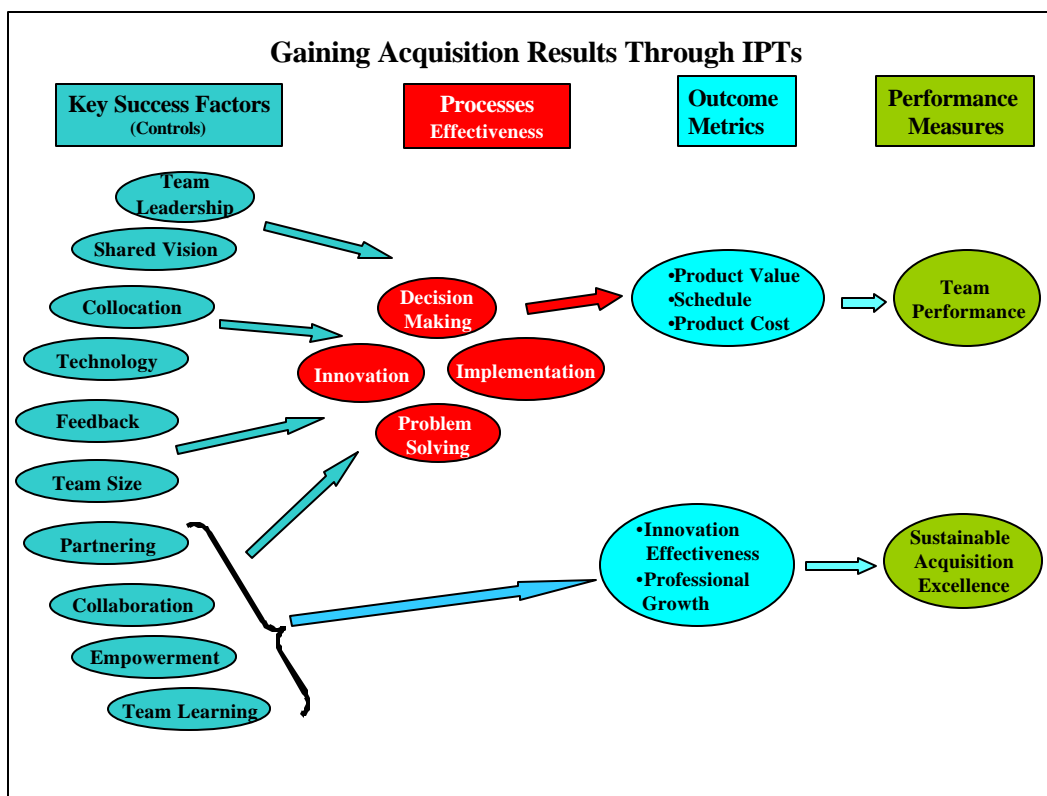 Gaining Acquisition Results Through IPTs
Key Success Factors
(Controls)
Processes
Effectiveness
Outcome
Metrics
Performance
Measures
Team
Leadership
Shared Vision
Collocation
Technology
Feedback
Team Size
Partnering
Collaboration
Empowerment
Team Learning
Decision
Making
Innovation
Implementation
Problem
Solving
•Product Value
•Schedule
•Product Cost
Team
Performance
•Innovation
Effectiveness
•Professional
Growth
Sustainable
Acquisition
Excellence